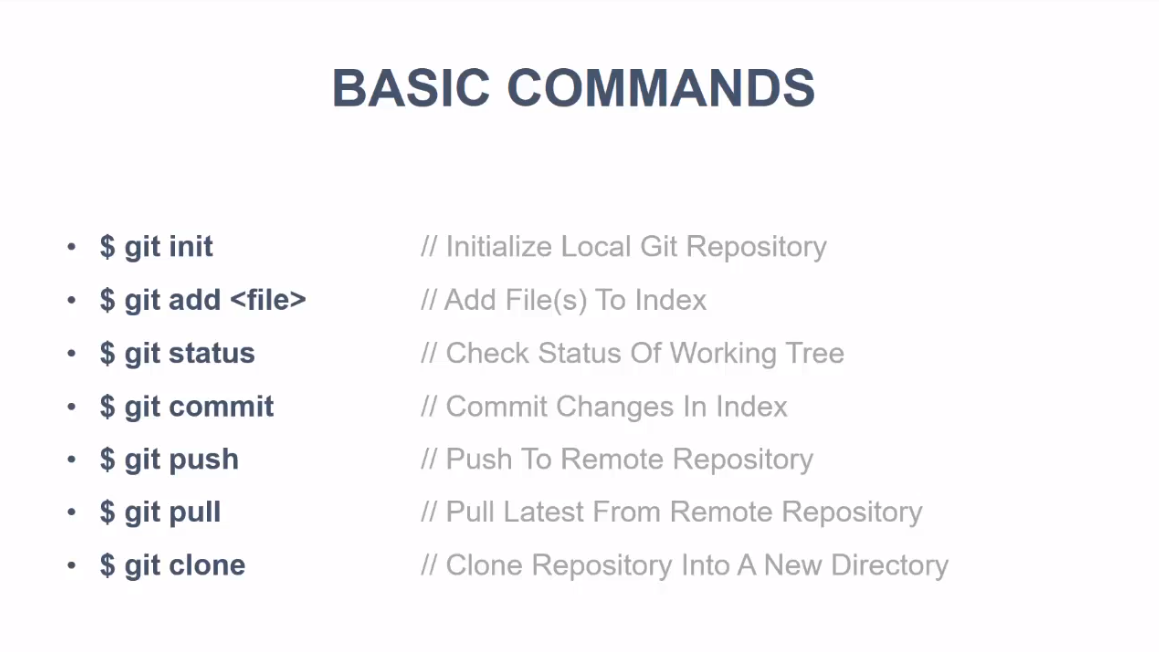 BASIC COMMANDS
• $ git init // Initialize Local Git Repository
• $ git add <file> // Add File(s) To Index
• $ git status // Check Status Of Working Tree
• $ git commit // Commit Changes In Index
• $ git push // Push To Remote Repository
• $ git pull // Pull Latest From Remote Repository
• $ git clone // Clone Repository Into A New Directory